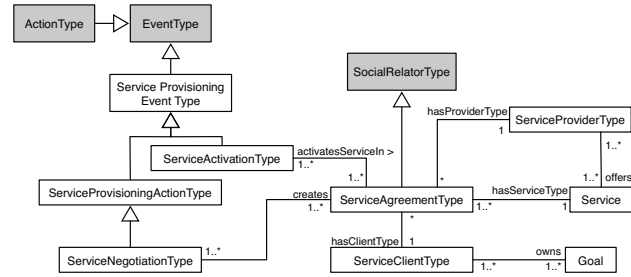 ActionType
EventType
SocialRelatorType
Service Provisioning
Event Type
hasProviderType
1
ServiceProviderType
1..*
ServiceActivationType
activatesServiceIn >
1..*
1..*
*
1..*
offers
ServiceProvisioningActionType
creates
1..*
ServiceAgreementType
hasServiceType
1..*
1
Service
*
hasClientType
1
ServiceNegotiationType
1..*
ServiceClientType
1..*
owns
1..*
Goal